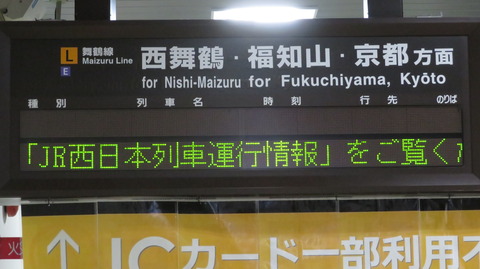 L 舞鶴線 西舞鶴・福知山・京都 方面
E Maizuru Line for Nishi-Maizuru for Fukuchiyama, Kyōto
種別 列車名 時刻 行先 のりば
「JR西日本列車運行情報」をご覧くだ
火 ↑ ICカード一部利用不